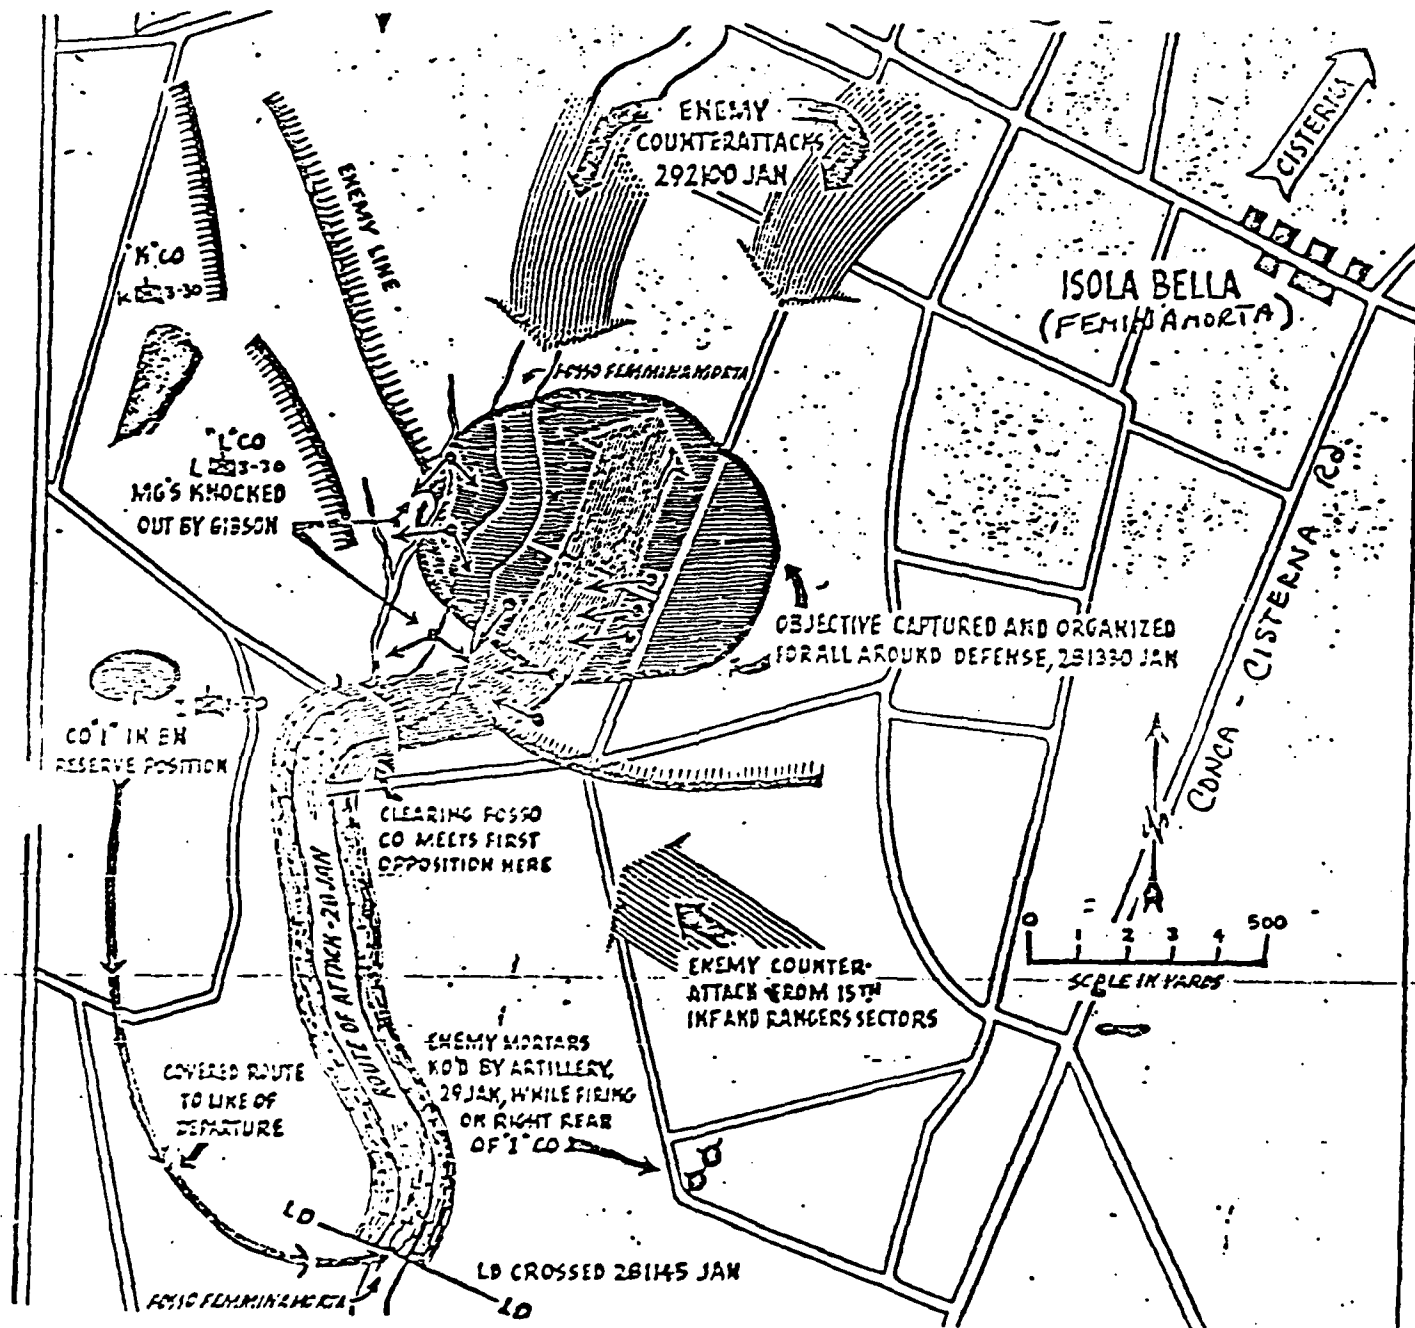 ENEMY
COUNTERATTACKS
292100 JAN
CISTERNA
ENEMY LINE
"K" CO
K 3-30
ISOLA BELLA
(FEMINAMORTA)
FOSSO FEMMINAMORTA
"L" CO
L 3-30
MG'S KNOCKED
OUT BY GIBSON
CONCA - CISTERNA Rd
OBJECTIVE CAPTURED AND ORGANIZED
FOR ALL AROUND DEFENSE, 281330 JAN
CO "I" IN BN
RESERVE POSITION
CLEARING FOSSO
CO MEETS FIRST
OPPOSITION HERE
ROUTE OF ATTACK - 28 JAN
N
0 1 2 3 4 500
SCALE IN YARDS
ENEMY COUNTER-
ATTACK FROM 15TH
INF AND RANGERS SECTORS
ENEMY MORTARS
KO'D BY ARTILLERY,
29 JAN, WHILE FIRING
ON RIGHT REAR
OF "I" CO
COVERED ROUTE
TO LINE OF
DEPARTURE
LD
LD CROSSED 281145 JAN
FOSSO FEMMINAMORTA
LD